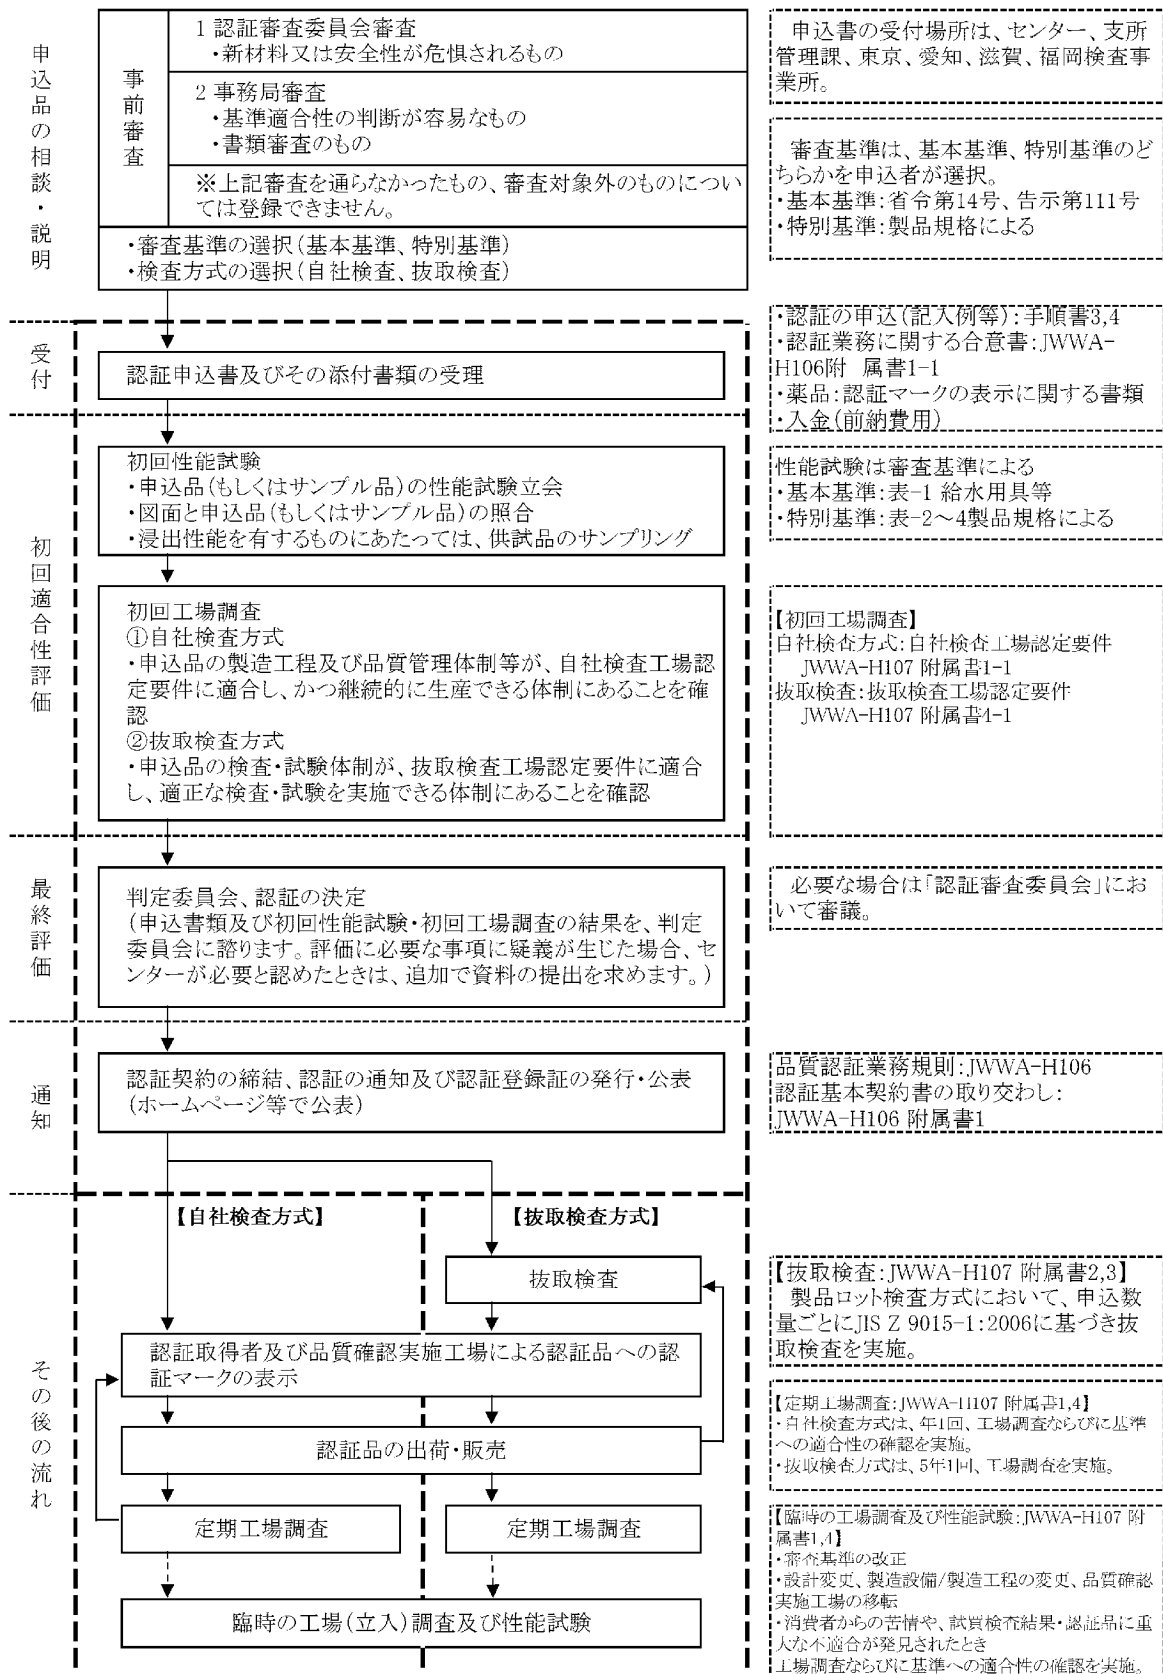 申込品の相談・説明
事前審査
1 認証審査委員会審査
・新材料又は安全性が危惧されるもの
2 事務局審査
・基準適合性の判断が容易なもの
・書類審査のもの
※上記審査を通らなかったもの、審査対象外のものについ
ては登録できません。
・審査基準の選択(基本基準、特別基準)
・検査方式の選択(自社検査、抜取検査)
申込書の受付場所は、センター、支所
管理課、東京、愛知、滋賀、福岡検査事
業所。
審査基準は、基本基準、特別基準のど
ちらかを申込者が選択。
・基本基準:省令第14号、告示第111号
・特別基準:製品規格による
受付
認証申込書及びその添付書類の受理
・認証の申込(記入例等):手順書3,4
・認証業務に関する合意書:JWWA-
H106附 属書1-1
・薬品:認証マークの表示に関する書類
・入金(前納費用)
初回適合性評価
初回性能試験
・申込品(もしくはサンプル品)の性能試験立会
・図面と申込品(もしくはサンプル品)の照合
・浸出性能を有するものにあたっては、供試品のサンプリング
性能試験は審査基準による
・基本基準:表-1 給水用具等
・特別基準:表-2～4製品規格による
初回工場調査
①自社検査方式
・申込品の製造工程及び品質管理体制等が、自社検査工場認
定要件に適合し、かつ継続的に生産できる体制にあることを確
認
②抜取検査方式
・申込品の検査・試験体制が、抜取検査工場認定要件に適合
し、適正な検査・試験を実施できる体制にあることを確認
【初回工場調査】
自社検査方式:自社検査工場認定要件
JWWA-H107 附属書1-1
抜取検査:抜取検査工場認定要件
JWWA-H107 附属書4-1
最終評価
判定委員会、認証の決定
(申込書類及び初回性能試験・初回工場調査の結果を、判定
委員会に諮ります。評価に必要な事項に疑義が生じた場合、セ
ンターが必要と認めたときは、追加で資料の提出を求めます。)
必要な場合は「認証審査委員会」にお
いて審議。
通知
認証契約の締結、認証の通知及び認証登録証の発行・公表
(ホームページ等で公表)
品質認証業務規則:JWWA-H106
認証基本契約書の取り交わし:
JWWA-H106 附属書1
その後の流れ
【自社検査方式】
【抜取検査方式】
抜取検査
認証取得者及び品質確認実施工場による認証品への認
証マークの表示
認証品の出荷・販売
定期工場調査
定期工場調査
臨時の工場(立入)調査及び性能試験
【抜取検査:JWWA-H107 附属書2,3】
製品ロット検査方式において、申込数
量ごとにJIS Z 9015-1:2006に基づき抜
取検査を実施。
【定期工場調査:JWWA-H107 附属書1,4】
・自社検査方式は、年1回、工場調査ならびに基準
への適合性の確認を実施。
・抜取検査方式は、5年1回、工場調査を実施。
【臨時の工場調査及び性能試験:JWWA-H107 附
属書1,4】
・審査基準の改正
・設計変更、製造設備/製造工程の変更、品質確認
実施工場の移転
・消費者からの苦情や、試買検査結果・認証品に重
大な不適合が発見されたとき
工場調査ならびに基準への適合性の確認を実施。